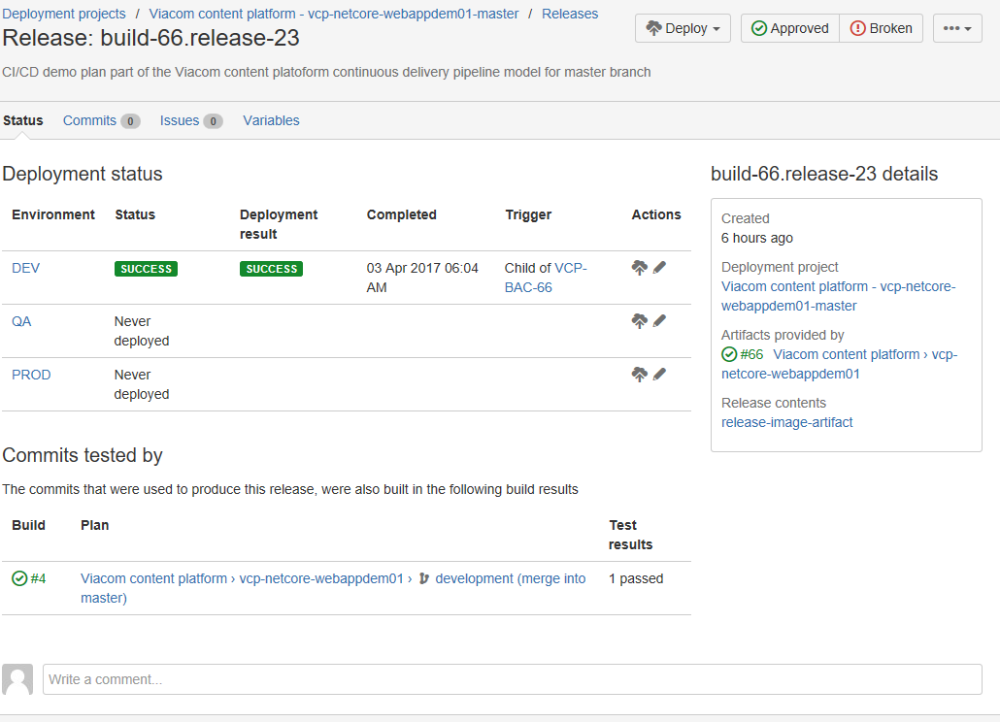 Deployment projects / Viacom content platform - vcp-netcore-webappdem01-master / Releases
Release: build-66.release-23
Deploy
Approved
Broken
CI/CD demo plan part of the Viacom content platoform continuous delivery pipeline model for master branch
Status Commits 0 Issues 0 Variables
Deployment status
Environment Status Deployment result Completed Trigger Actions
DEV SUCCESS SUCCESS 03 Apr 2017 06:04 AM Child of VCP-BAC-66
QA Never deployed
PROD Never deployed
Commits tested by
The commits that were used to produce this release, were also built in the following build results
Build Plan Test results
#4 Viacom content platform › vcp-netcore-webappdem01 › development (merge into master) 1 passed
Write a comment...
build-66.release-23 details
Created
6 hours ago
Deployment project
Viacom content platform - vcp-netcore-
webappdem01-master
Artifacts provided by
#66 Viacom content platform › vcp-
netcore-webappdem01
Release contents
release-image-artifact